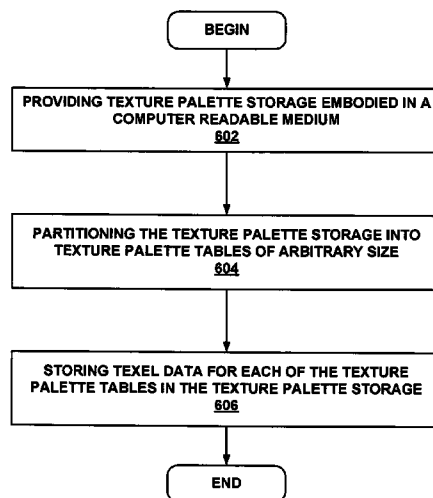 BEGIN
PROVIDING TEXTURE PALETTE STORAGE EMBODIED IN A
COMPUTER READABLE MEDIUM
602
PARTITIONING THE TEXTURE PALETTE STORAGE INTO
TEXTURE PALETTE TABLES OF ARBITRARY SIZE
604
STORING TEXEL DATA FOR EACH OF THE TEXTURE
PALETTE TABLES IN THE TEXTURE PALETTE STORAGE
606
END